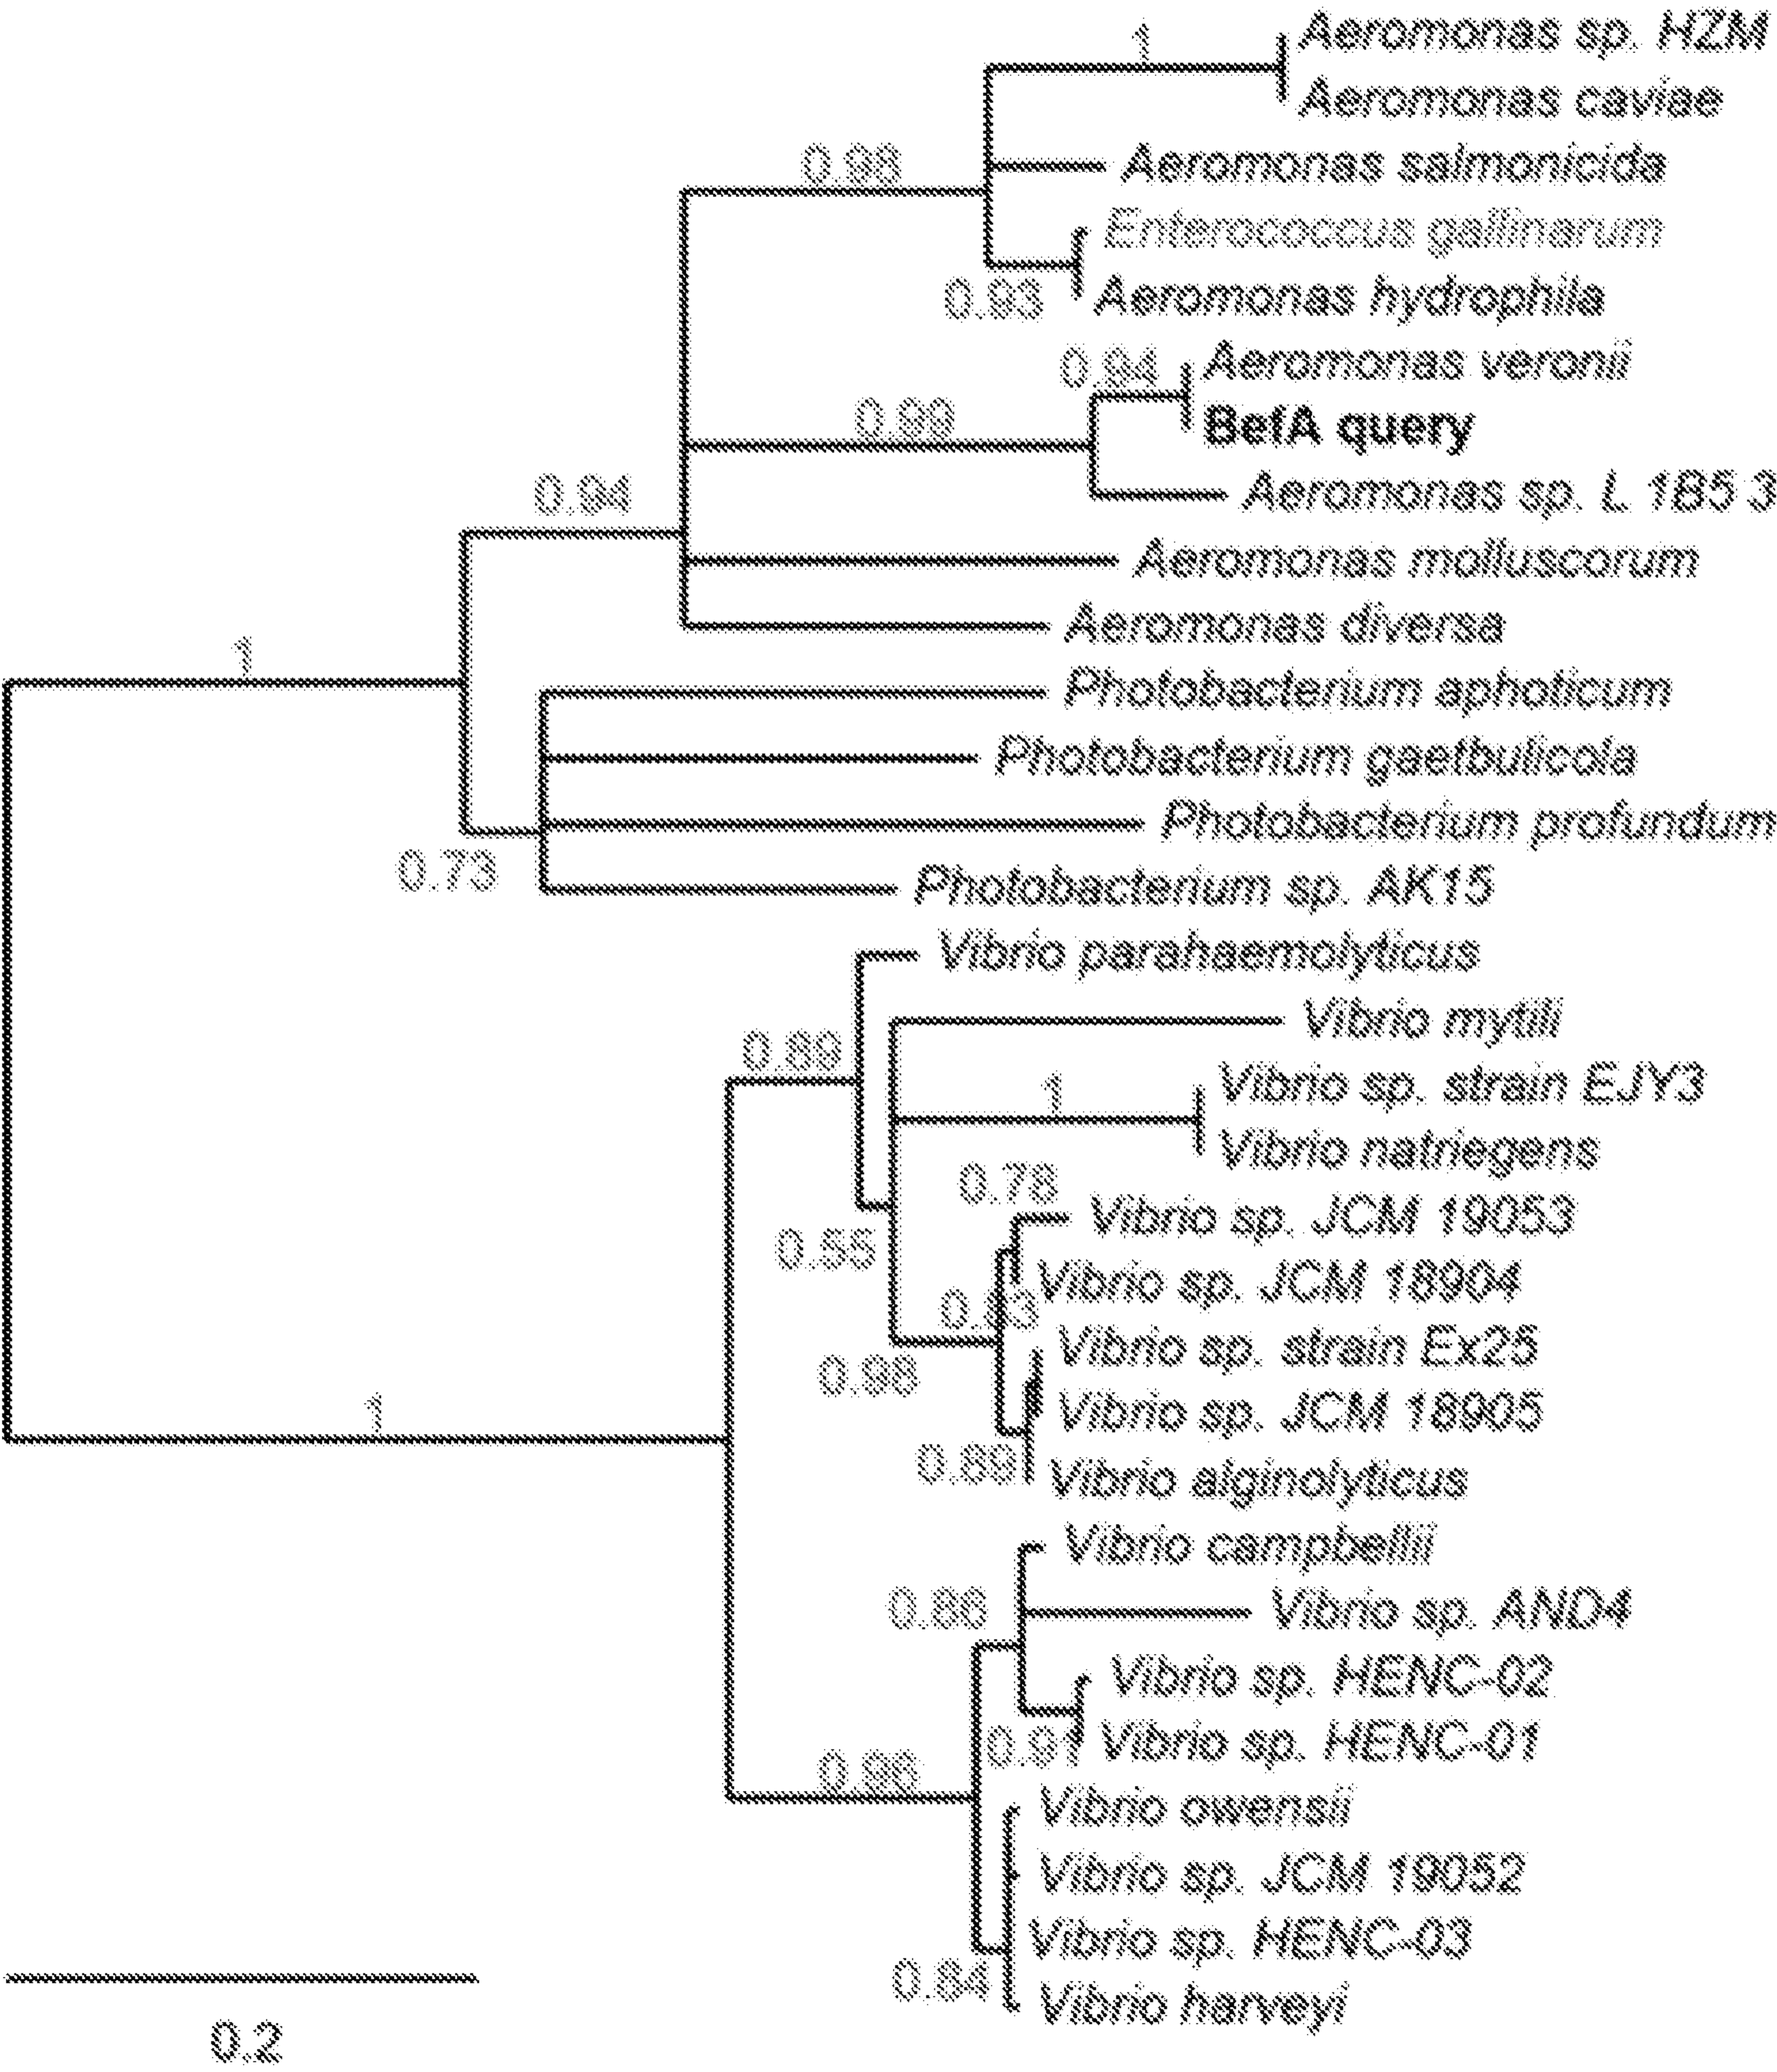 1
Aeromonas sp. HZM
Aeromonas caviae
0.98
Aeromonas salmonicida
Enterococcus gallinarum
0.93
Aeromonas hydrophila
0.94
Aeromonas veronii
0.99
BefA query
0.94
Aeromonas sp. L 1B5 3
Aeromonas molluscorum
Aeromonas diversa
1
Photobacterium aphoticum
Photobacterium gaetbulicola
Photobacterium profundum
0.73
Photobacterium sp. AK15
Vibrio parahaemolyticus
0.89
Vibrio mytili
1
Vibrio sp. strain EJY3
Vibrio natriegens
0.78
Vibrio sp. JCM 19053
0.55
Vibrio sp. JCM 18904
Vibrio sp. strain Ex25
0.98
1
Vibrio sp. JCM 18905
0.89
Vibrio alginolyticus
Vibrio campbellii
0.86
Vibrio sp. AND4
Vibrio sp. HENC-02
0.91
Vibrio sp. HENC-01
0.96
Vibrio owensii
Vibrio sp. JCM 19052
Vibrio sp. HENC-03
0.84
Vibrio harveyi
0.2